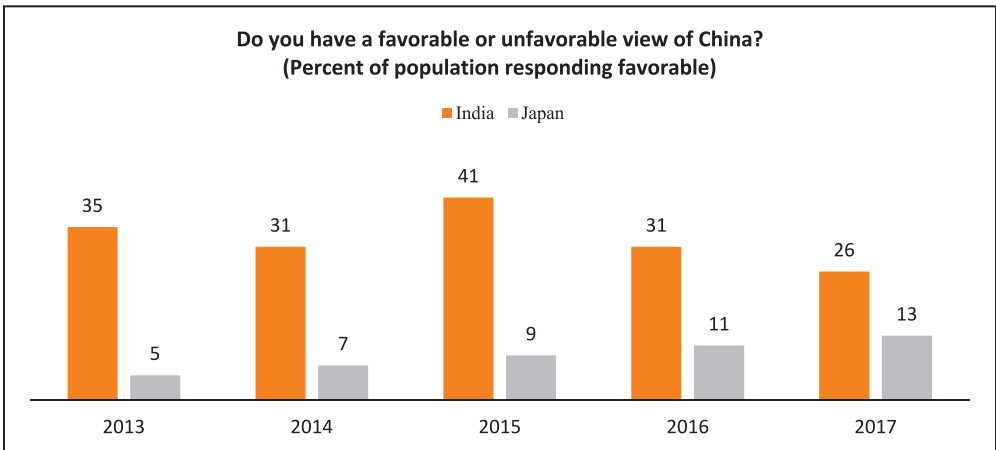 Do you have a favorable or unfavorable view of China?
(Percent of population responding favorable)
India Japan
35 5 31 7 41 9 31 11 26 13
2013 2014 2015 2016 2017